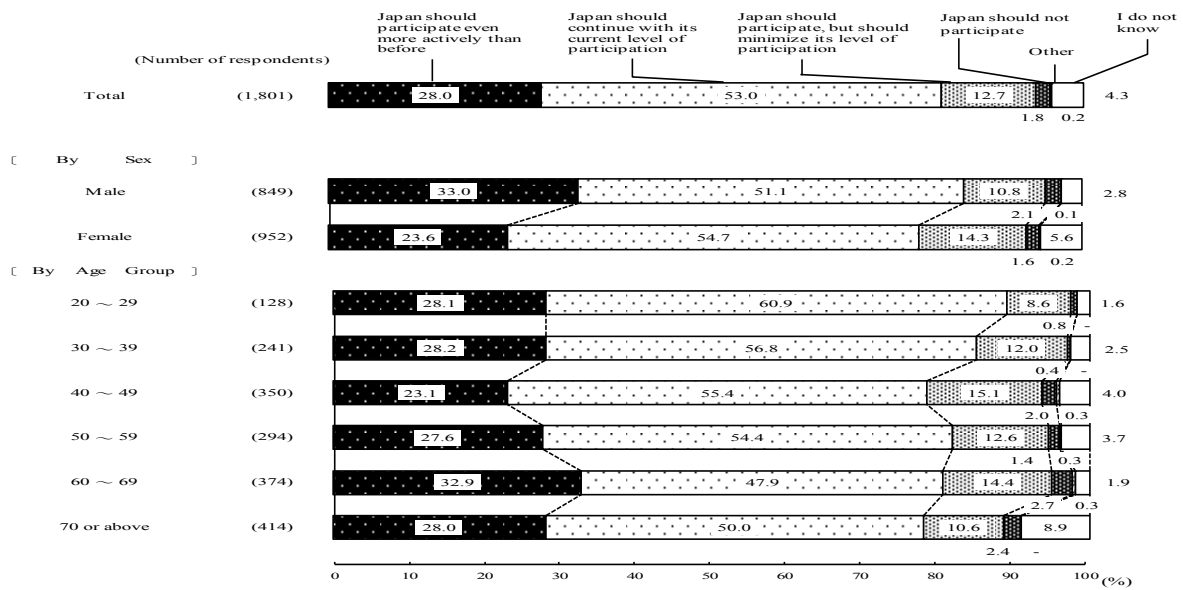 Japan should participate even more actively than before
Japan should continue with its current level of participation
Japan should participate, but should minimize its level of participation
Japan should not participate
Other
I do not know
(Number of respondents)
Total (1,801) 28.0 53.0 12.7 4.3
1.8 0.2
〔 By Sex 〕
Male (849) 33.0 51.1 10.8 2.8
2.1 0.1
Female (952) 23.6 54.7 14.3 5.6
1.6 0.2
〔 By Age Group 〕
20 ～ 29 (128) 28.1 60.9 8.6 1.6
0.8 -
30 ～ 39 (241) 28.2 56.8 12.0 2.5
0.4 -
40 ～ 49 (350) 23.1 55.4 15.1 4.0
2.0 0.3
50 ～ 59 (294) 27.6 54.4 12.6 3.7
1.4 0.3
60 ～ 69 (374) 32.9 47.9 14.4 1.9
2.7 0.3
70 or above (414) 28.0 50.0 10.6 8.9
2.4 -
0 10 20 30 40 50 60 70 80 90 100 (%)